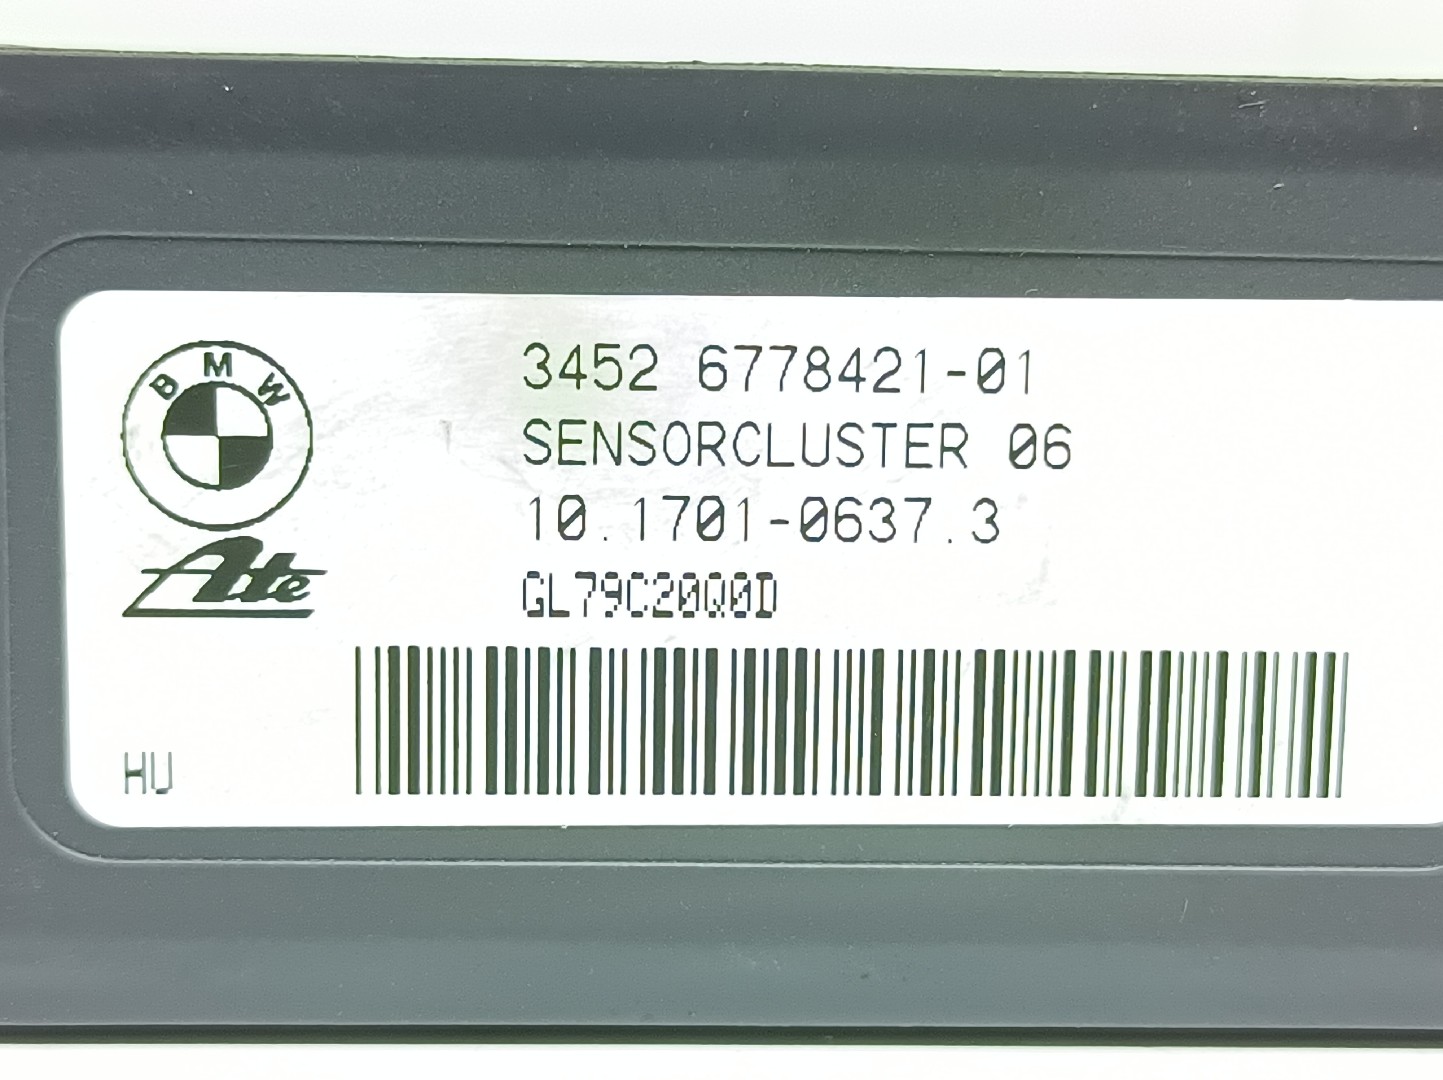 BMW
3452 6778421-01
SENSORCLUSTER 06
10.1701-0637.3
Ate
GL79C20Q0D
HU